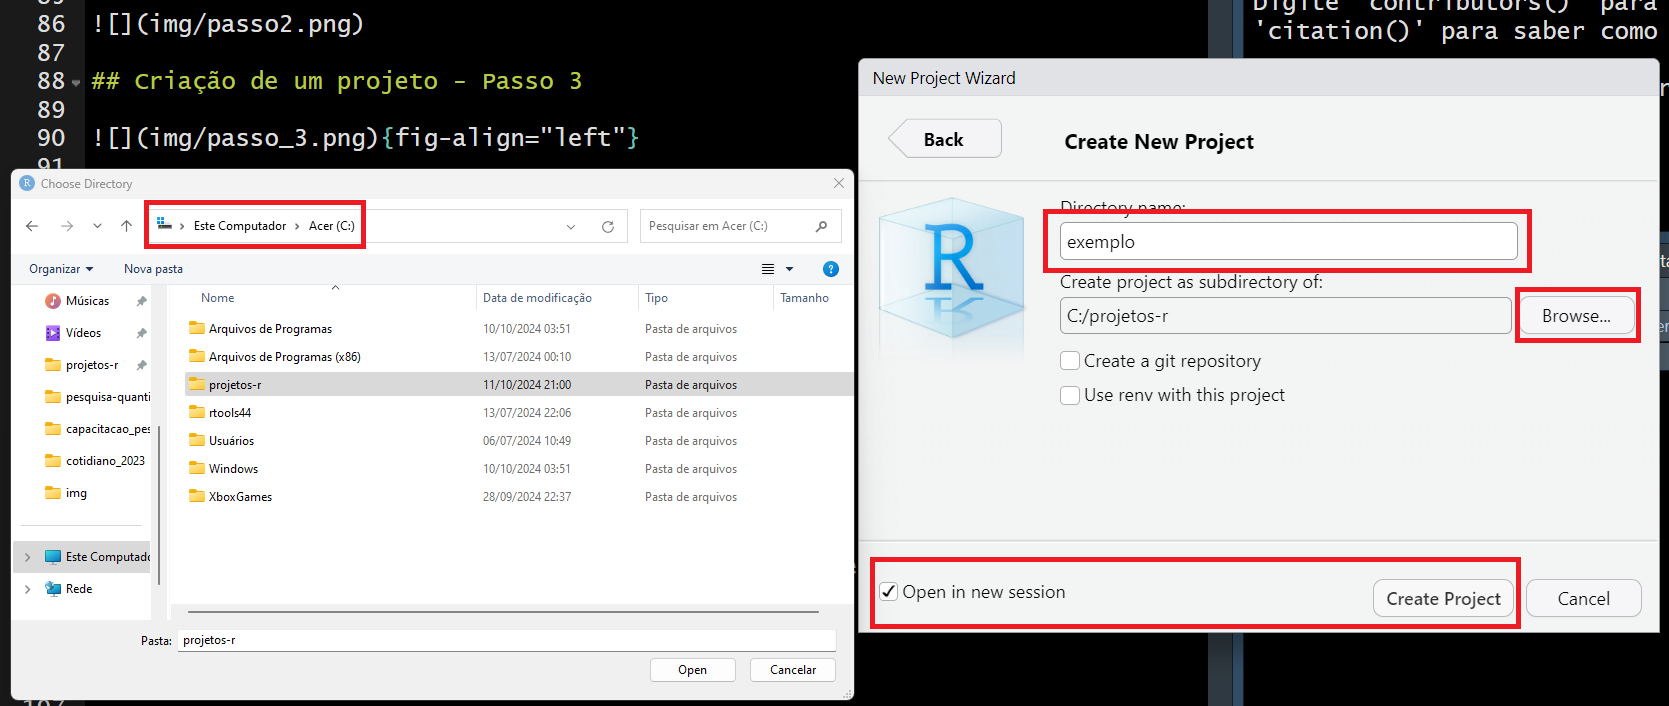 86 ![](img/passo2.png)
87
88 ## Criação de um projeto - Passo 3
89
90 ![](img/passo_3.png){fig-align="left"}
91
'citation()' para saber como
Choose Directory
Este Computador > Acer (C:)
Pesquisar em Acer (C:)
Organizar
Nova pasta
?
Músicas
Vídeos
projetos-r
pesquisa-quanti
capacitacao_pes
cotidiano_2023
img
Este Computado
Rede
Nome Data de modificação Tipo Tamanho
Arquivos de Programas 10/10/2024 03:51 Pasta de arquivos
Arquivos de Programas (x86) 13/07/2024 00:10 Pasta de arquivos
projetos-r 11/10/2024 21:00 Pasta de arquivos
rtools44 13/07/2024 22:06 Pasta de arquivos
Usuários 06/07/2024 10:49 Pasta de arquivos
Windows 10/10/2024 03:51 Pasta de arquivos
XboxGames 28/09/2024 22:37 Pasta de arquivos
Pasta: projetos-r
Open
Cancelar
New Project Wizard
Back
Create New Project
R
Directory name:
exemplo
Create project as subdirectory of:
C:/projetos-r
Browse...
Create a git repository
Use renv with this project
Open in new session
Create Project
Cancel